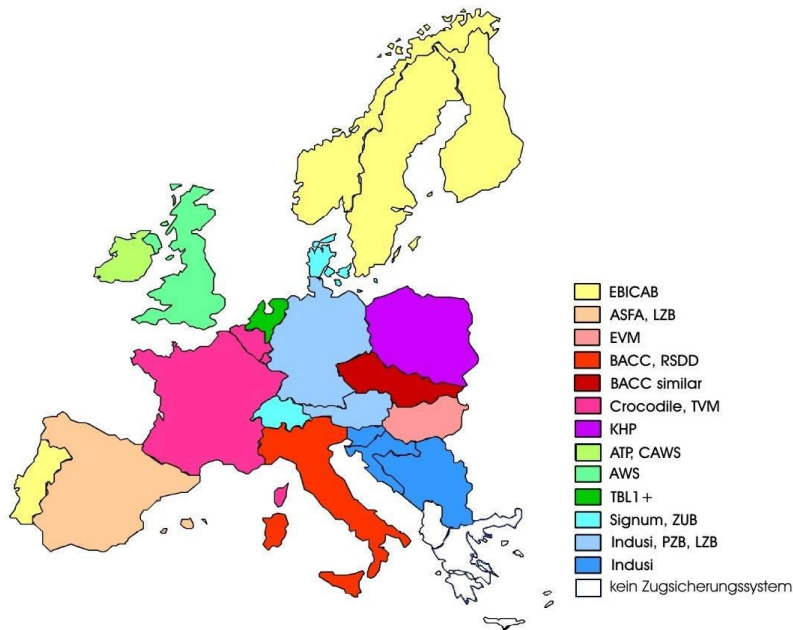 EBICAB
ASFA, LZB
EVM
BACC, RSDD
BACC similar
Crocodile, TVM
KHP
ATP, CAWS
AWS
TBL1+
Signum, ZUB
Indusi, PZB, LZB
Indusi
kein Zugsicherungssystem